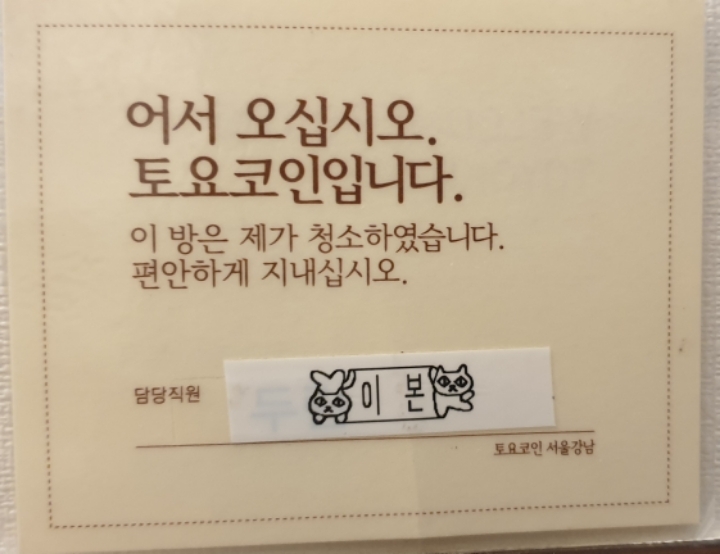 어서 오십시오.
토요코인입니다.
이 방은 제가 청소하였습니다.
편안하게 지내십시오.
담당직원 이 본
토요코인 서울강남